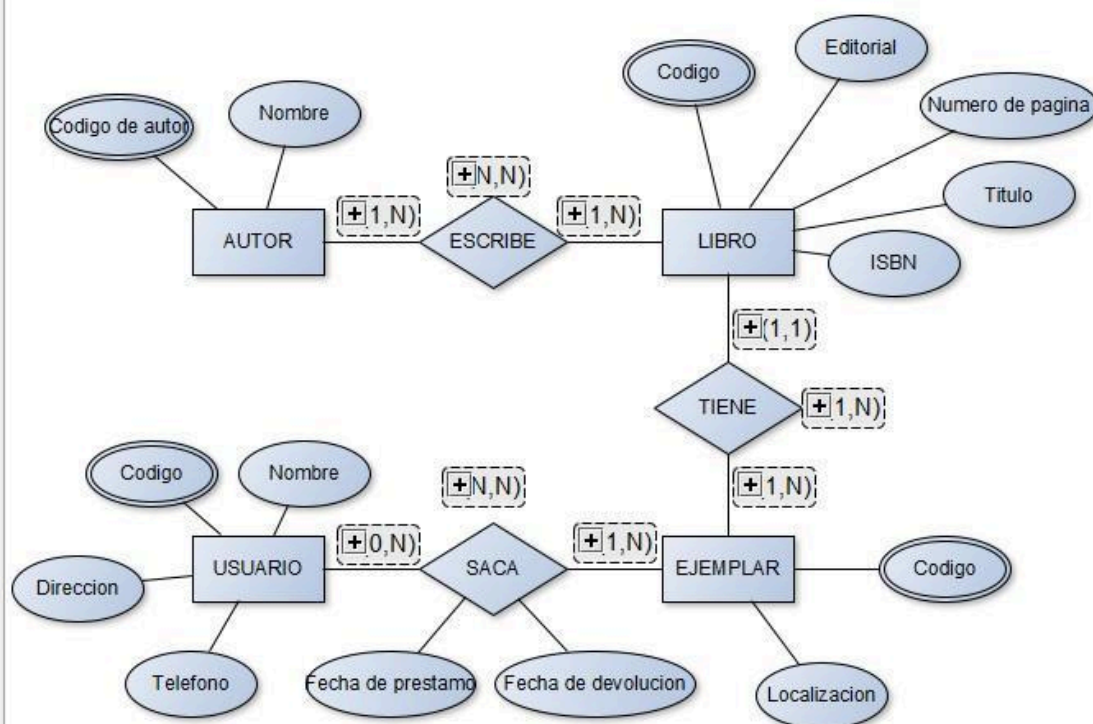 Editorial
Codigo
Numero de pagina
Nombre
Codigo de autor
N,N)
Titulo
1,N)
1,N)
AUTOR
ESCRIBE
LIBRO
ISBN
(1,1)
TIENE
1,N)
Codigo
Nombre
N,N)
1,N)
0,N)
1,N)
USUARIO
SACA
EJEMPLAR
Codigo
Direccion
Telefono
Fecha de prestamo
Fecha de devolucion
Localizacion